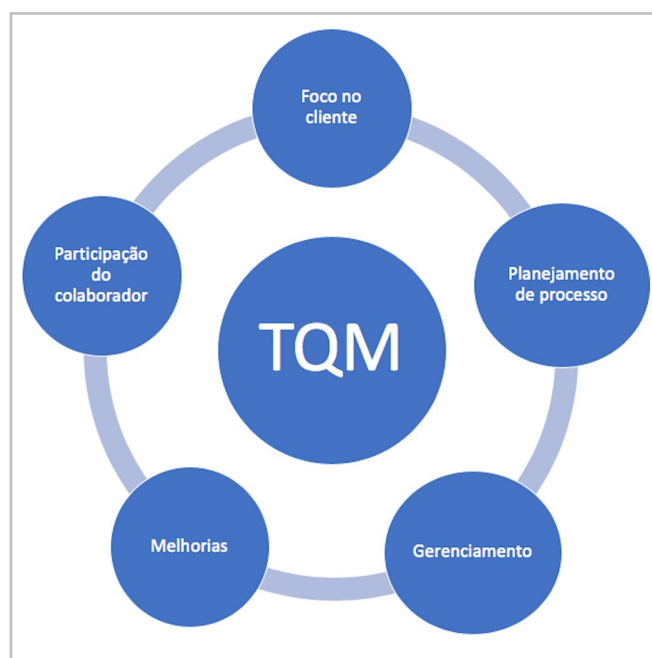 Foco no
cliente
Planejamento
de processo
Gerenciamento
Melhorias
Participação
do
colaborador
TQM